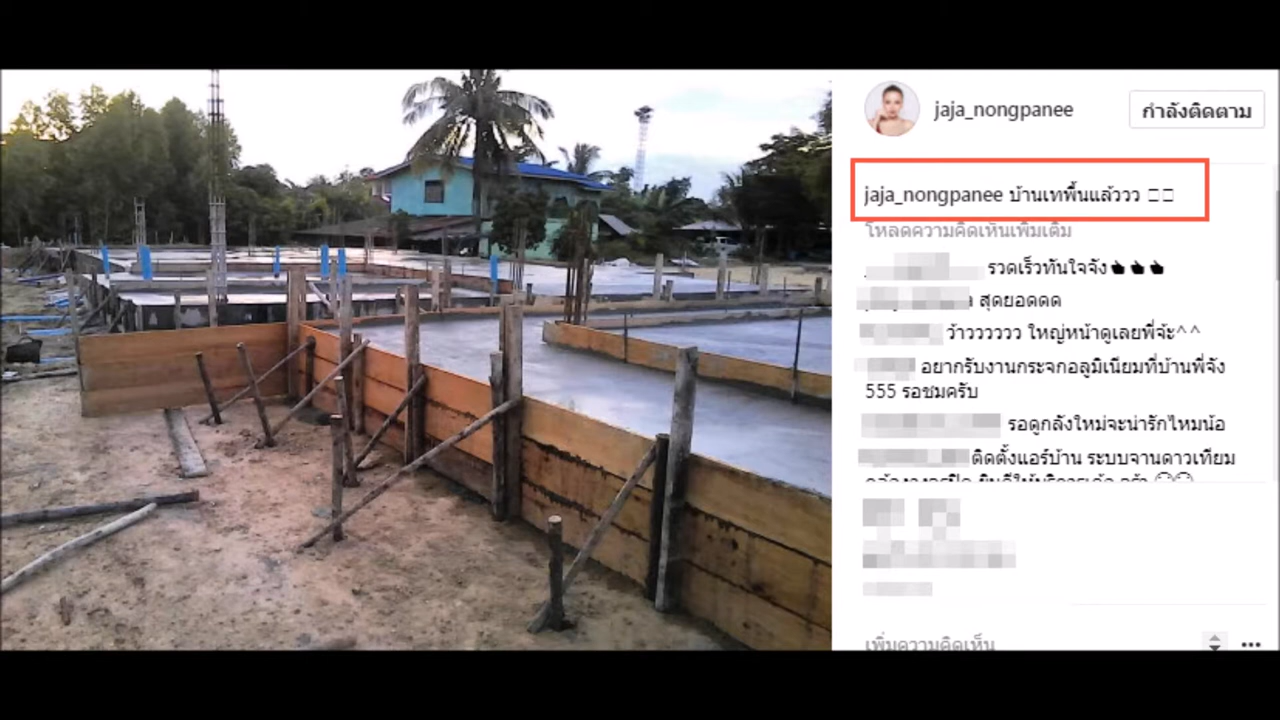 jaja_nongpanee
กำลังติดตาม
jaja_nongpanee บ้านเทพื้นแล้ววว
โหลดความคิดเห็นเพิ่มเติม
รวดเร็วทันใจจัง
สุดยอดดด
ว้าวววววว ใหญ่หน้าดูเลยพี่จ๊ะ^^
อยากรับงานกระจกอลูมิเนียมที่บ้านพี่จัง
555 รอชมครับ
รอดูกลังใหม่จะน่ารักไหมน้อ
ติดตั้งแอร์บ้าน ระบบจานดาวเทียม
เพิ่มความคิดเห็น